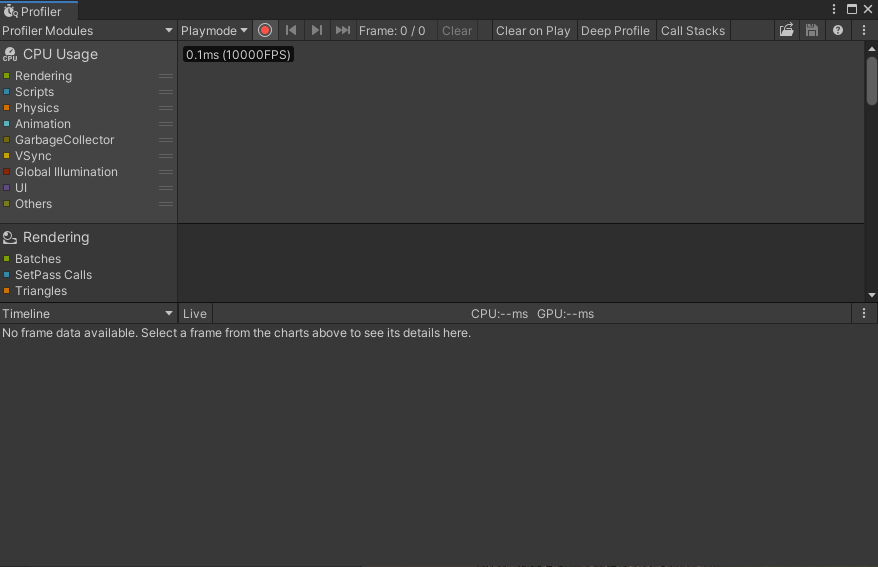 Profiler
Profiler Modules Playmode Frame: 0 / 0 Clear Clear on Play Deep Profile Call Stacks
CPU CPU Usage
0.1ms (10000FPS)
Rendering
Scripts
Physics
Animation
GarbageCollector
VSync
Global Illumination
UI
Others
Rendering
Batches
SetPass Calls
Triangles
Timeline Live CPU:--ms GPU:--ms
No frame data available. Select a frame from the charts above to see its details here.